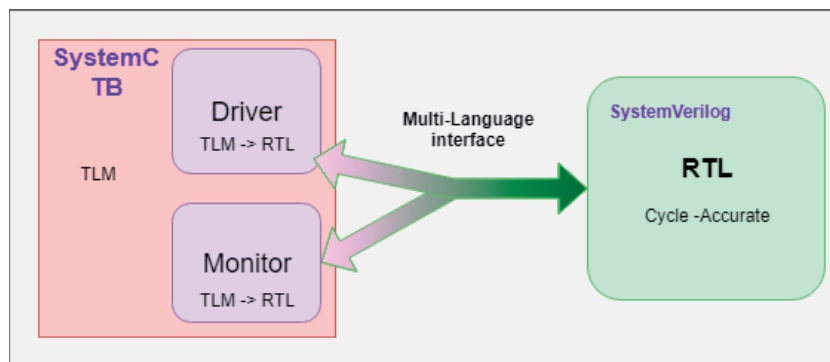 SystemC
TB
TLM
Driver
TLM -> RTL
Monitor
TLM -> RTL
Multi-Language
interface
SystemVerilog
RTL
Cycle -Accurate